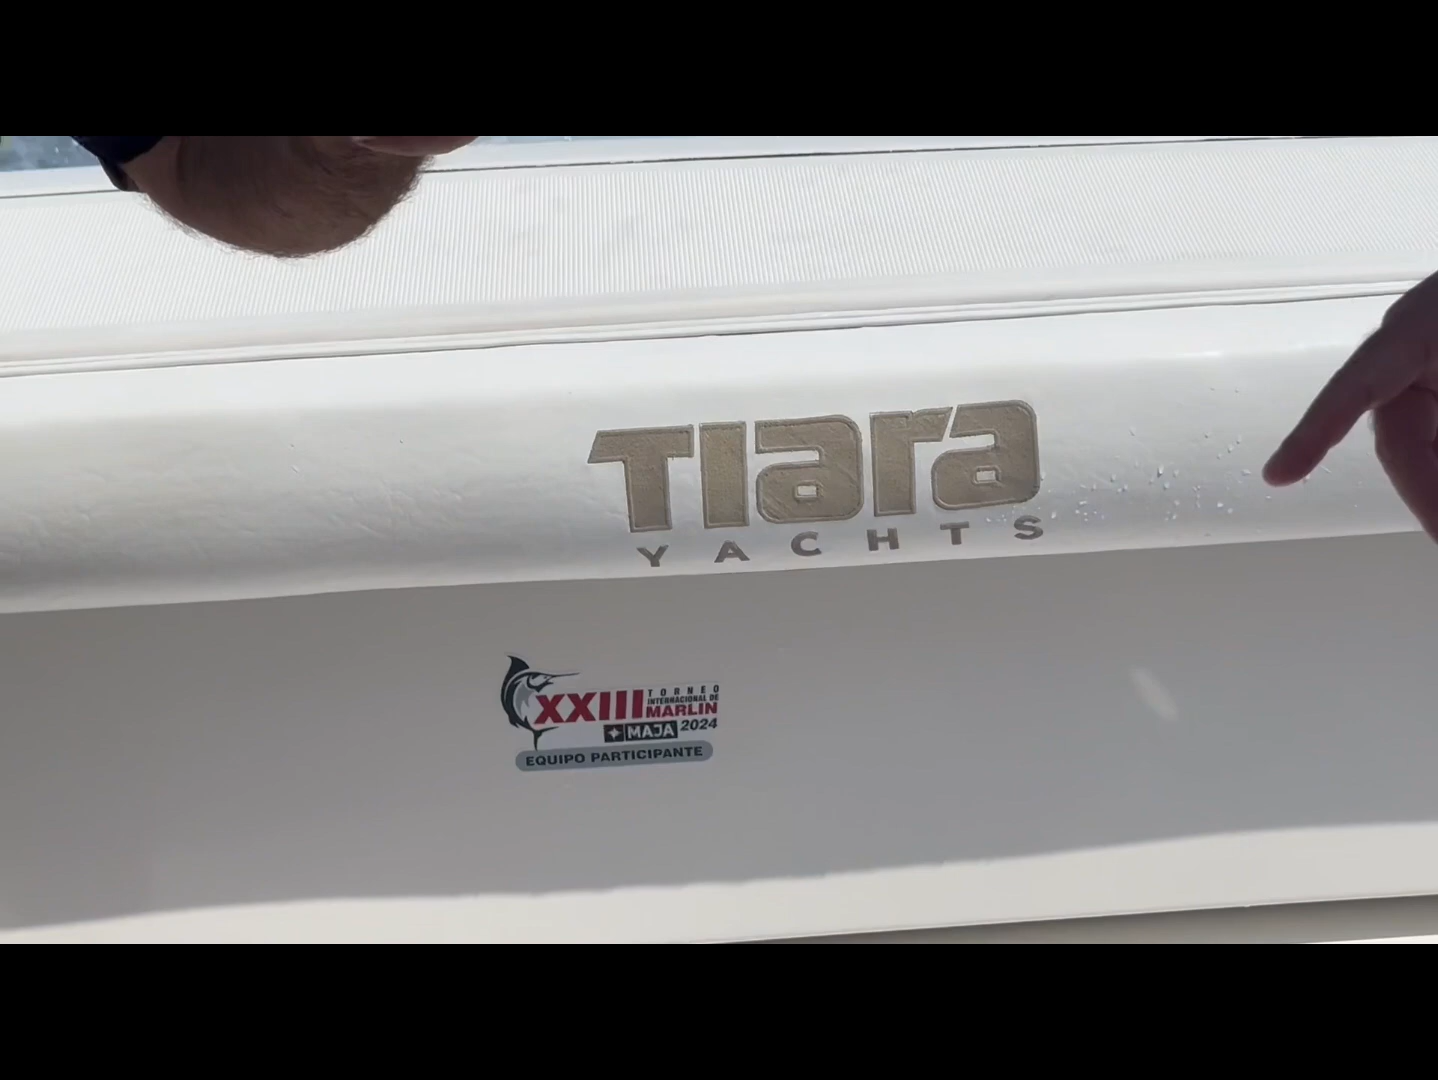 Tiara
YACHTS
XXIII
TORNEO
INTERNACIONAL DE
MARLIN
MAJA 2024
EQUIPO PARTICIPANTE